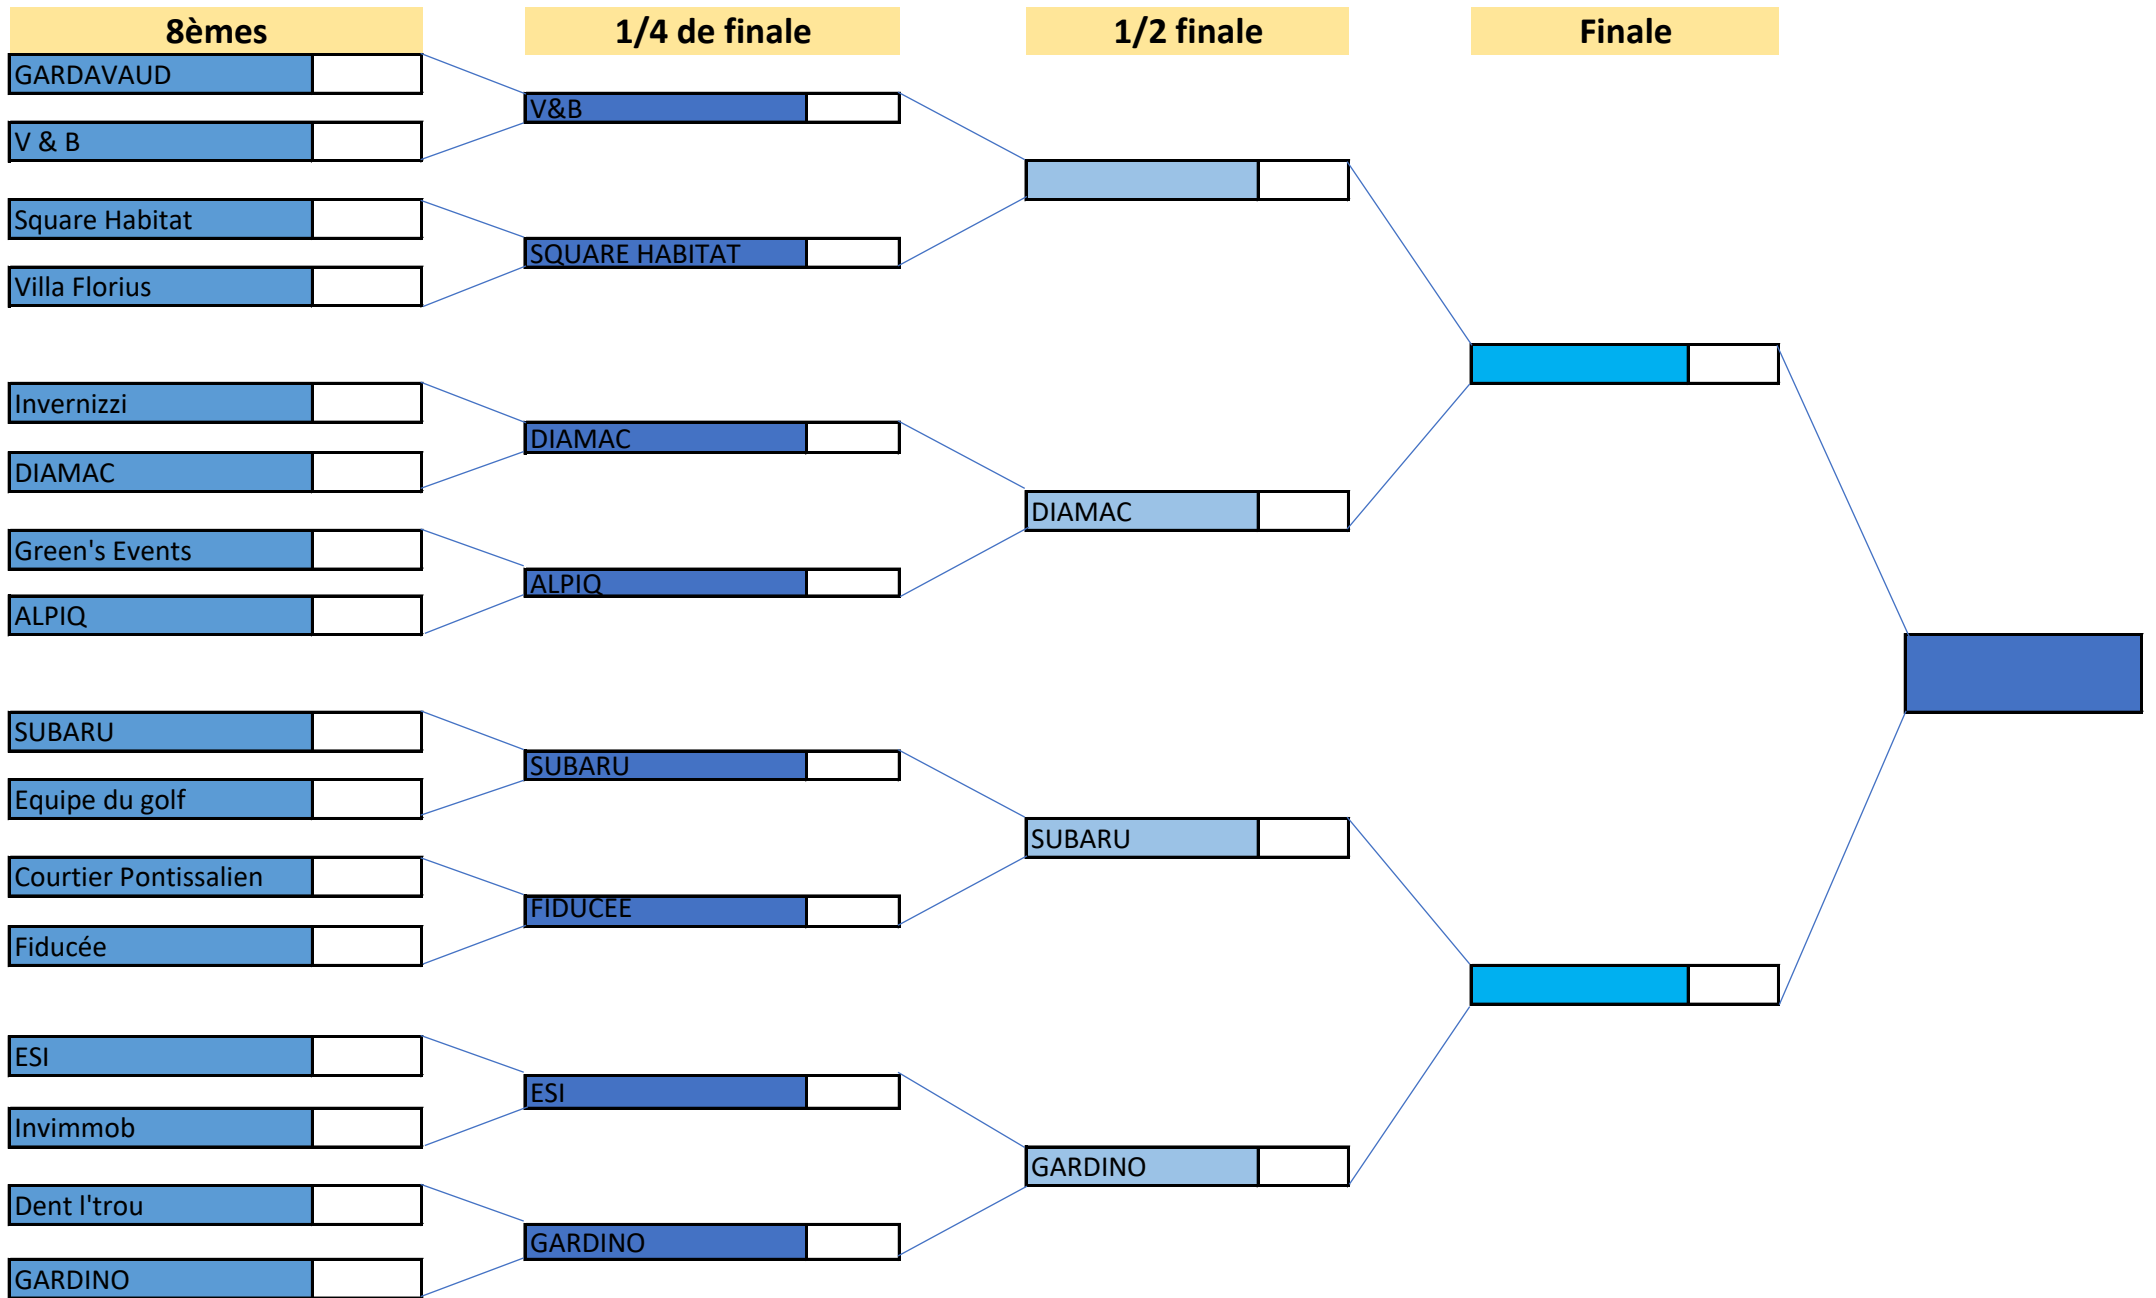 8èmes
1/4 de finale
1/2 finale
Finale
GARDAVAUD
V & B
Square Habitat
Villa Florius
Invernizzi
DIAMAC
Green's Events
ALPIQ
SUBARU
Equipe du golf
Courtier Pontissalien
Fiducée
ESI
Invimmob
Dent l'trou
GARDINO
V&B
SQUARE HABITAT
DIAMAC
ALPIQ
SUBARU
FIDUCEE
ESI
GARDINO
DIAMAC
SUBARU
GARDINO